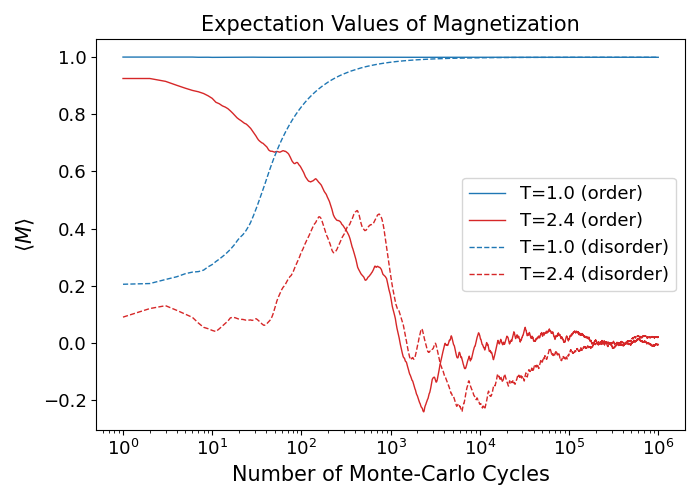 Expectation Values of Magnetization
1.0
0.8
0.6
0.4
0.2
0.0
−0.2
⟨M⟩
T=1.0 (order)
T=2.4 (order)
T=1.0 (disorder)
T=2.4 (disorder)
10⁰ 10¹ 10² 10³ 10⁴ 10⁵ 10⁶
Number of Monte-Carlo Cycles